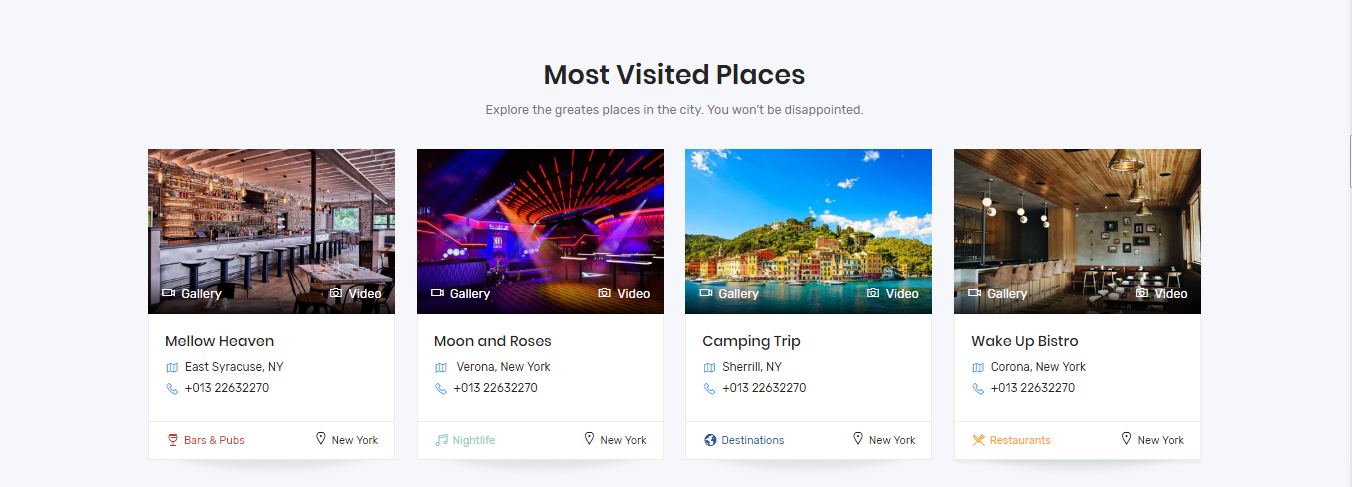 Most Visited Places
Explore the greates places in the city. You won't be disappointed.
Gallery
Video
Mellow Heaven
East Syracuse, NY
+013 22632270
Bars & Pubs
New York
Gallery
Video
Moon and Roses
Verona, New York
+013 22632270
Nightlife
New York
Gallery
Video
Camping Trip
Sherrill, NY
+013 22632270
Destinations
New York
Gallery
Video
Wake Up Bistro
Corona, New York
+013 22632270
Restaurants
New York